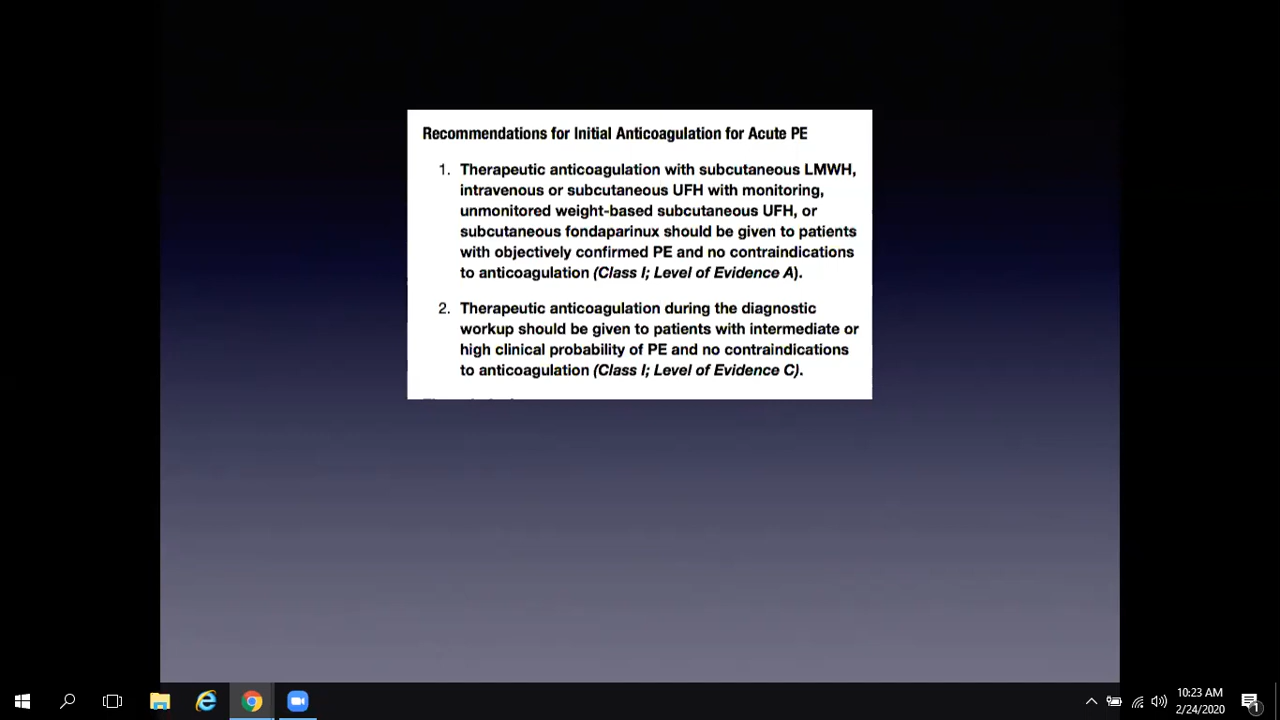 Recommendations for Initial Anticoagulation for Acute PE
1. Therapeutic anticoagulation with subcutaneous LMWH,
intravenous or subcutaneous UFH with monitoring,
unmonitored weight-based subcutaneous UFH, or
subcutaneous fondaparinux should be given to patients
with objectively confirmed PE and no contraindications
to anticoagulation (Class I; Level of Evidence A).
2. Therapeutic anticoagulation during the diagnostic
workup should be given to patients with intermediate or
high clinical probability of PE and no contraindications
to anticoagulation (Class I; Level of Evidence C).
10:23 AM
2/24/2020
1